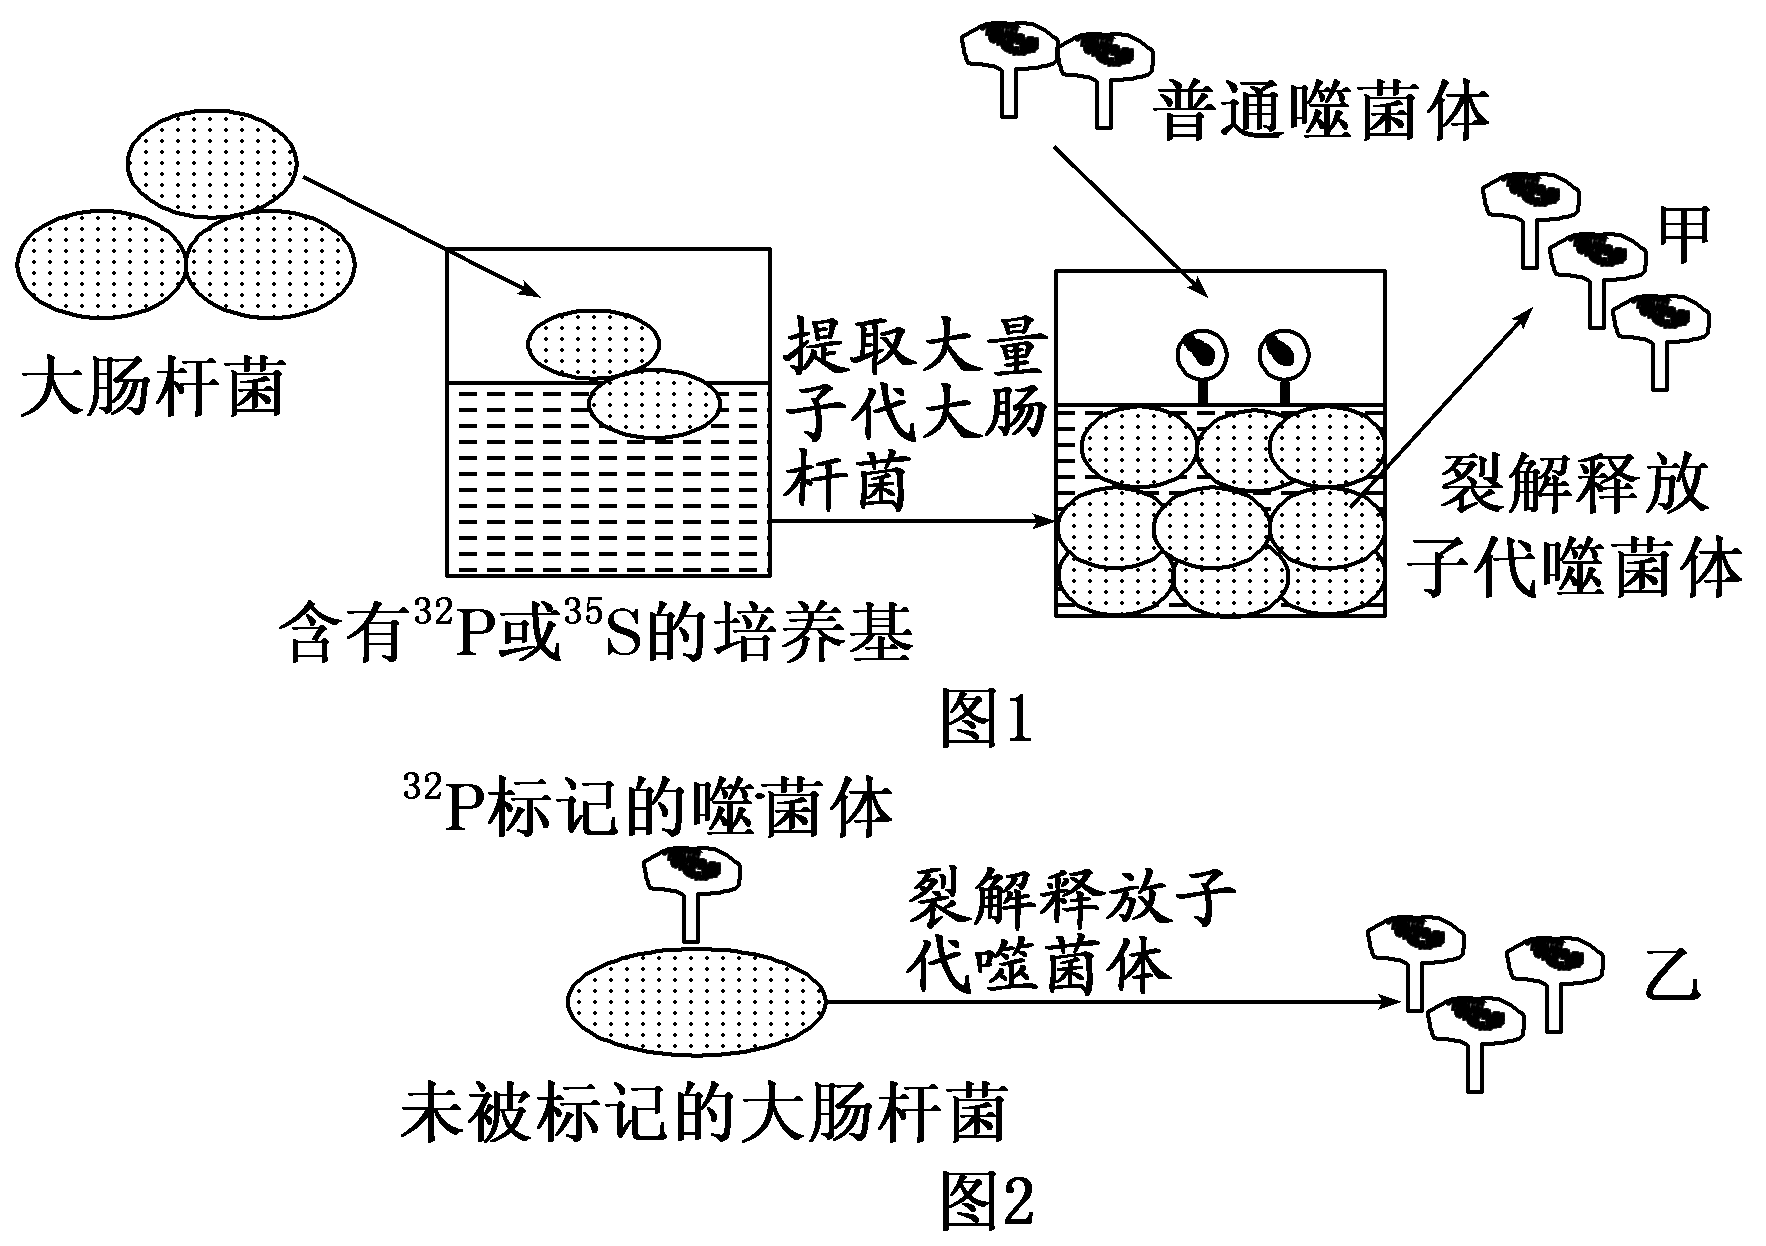 普通噬菌体
甲
大肠杆菌
提取大量
子代大肠
杆菌
裂解释放
子代噬菌体
含有³²P或³⁵S的培养基
图1
³²P标记的噬菌体
裂解释放子
代噬菌体
乙
未被标记的大肠杆菌
图2